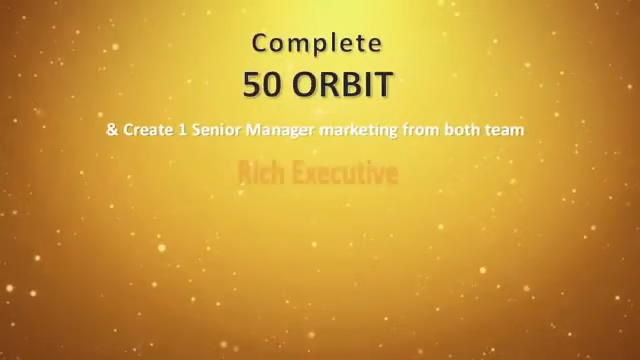 Complete
50 ORBIT
& Create 1 Senior Manager marketing from both team
Rich Executive